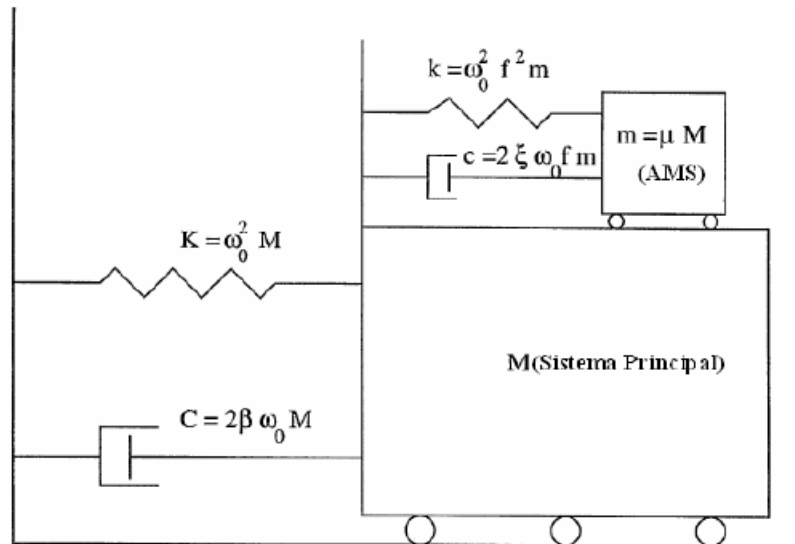 k = ω₀² f² m
c = 2 ξ ω₀ f m
m = μ M
(AMS)
K = ω₀² M
M(Sistema Principal)
C = 2β ω₀ M